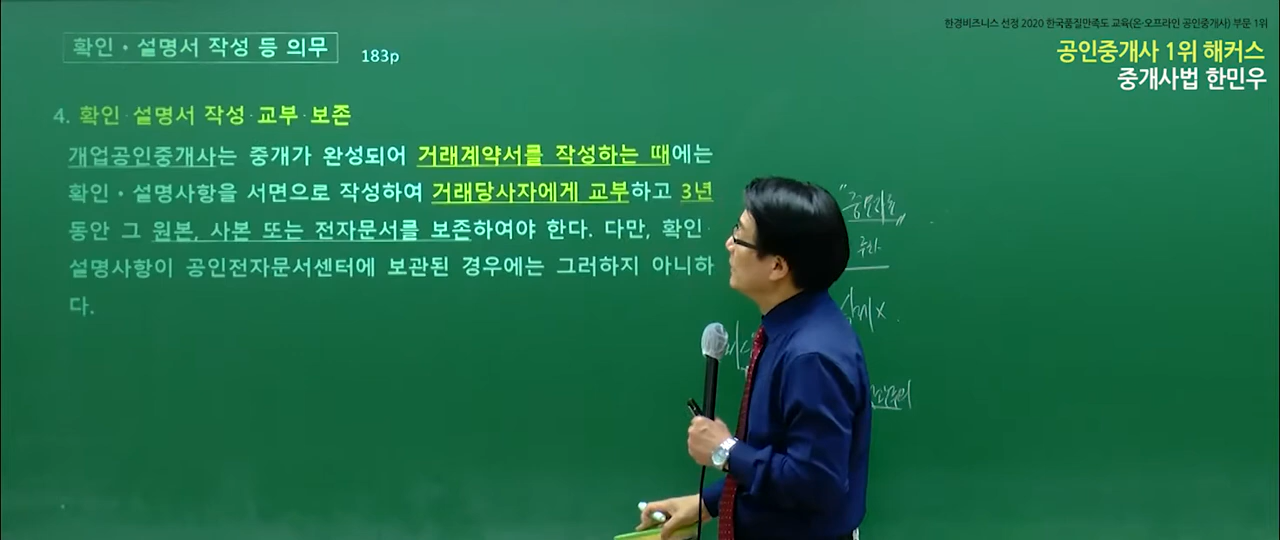 한경비즈니스 선정 2020 한국품질만족도 교육(온·오프라인 공인중개사) 부문 1위
공인중개사 1위 해커스
중개사법 한민우
확인·설명서 작성 등 의무 183p
4. 확인·설명서 작성·교부·보존
개업공인중개사는 중개가 완성되어 거래계약서를 작성하는 때에는
확인·설명사항을 서면으로 작성하여 거래당사자에게 교부하고 3년
동안 그 원본, 사본 또는 전자문서를 보존하여야 한다. 다만, 확인·
설명사항이 공인전자문서센터에 보관된 경우에는 그러하지 아니하
다.